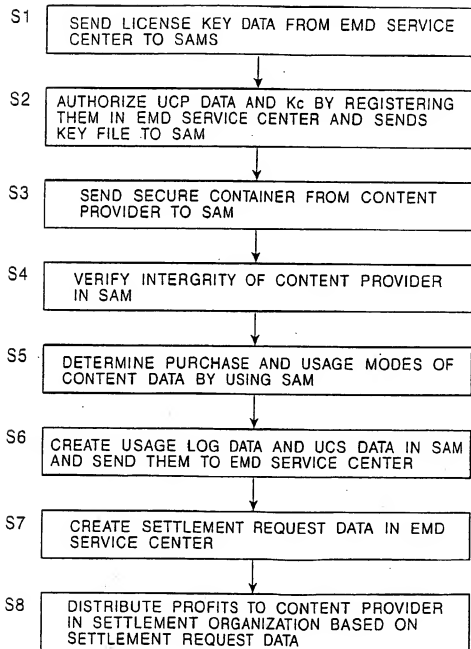 S1
SEND LICENSE KEY DATA FROM EMD SERVICE
CENTER TO SAMS
S2
AUTHORIZE UCP DATA AND Kc BY REGISTERING
THEM IN EMD SERVICE CENTER AND SENDS
KEY FILE TO SAM
S3
SEND SECURE CONTAINER FROM CONTENT
PROVIDER TO SAM
S4
VERIFY INTERGRITY OF CONTENT PROVIDER
IN SAM
S5
DETERMINE PURCHASE AND USAGE MODES OF
CONTENT DATA BY USING SAM
S6
CREATE USAGE LOG DATA AND UCS DATA IN SAM
AND SEND THEM TO EMD SERVICE CENTER
S7
CREATE SETTLEMENT REQUEST DATA IN EMD
SERVICE CENTER
S8
DISTRIBUTE PROFITS TO CONTENT PROVIDER
IN SETTLEMENT ORGANIZATION BASED ON
SETTLEMENT REQUEST DATA